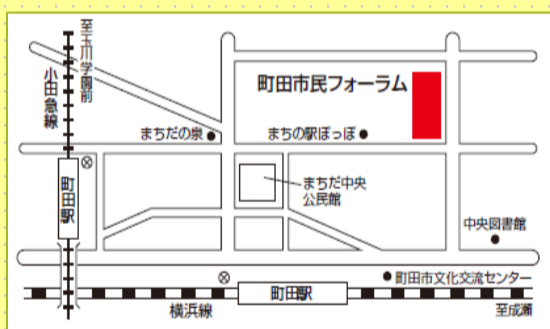 至玉川学園前
小田急線
町田市民フォーラム
まちだの泉
まちの駅ぽっぽ
町田駅
まちだ中央
公民館
中央図書館
町田市文化交流センター
町田駅
横浜線
至成瀬